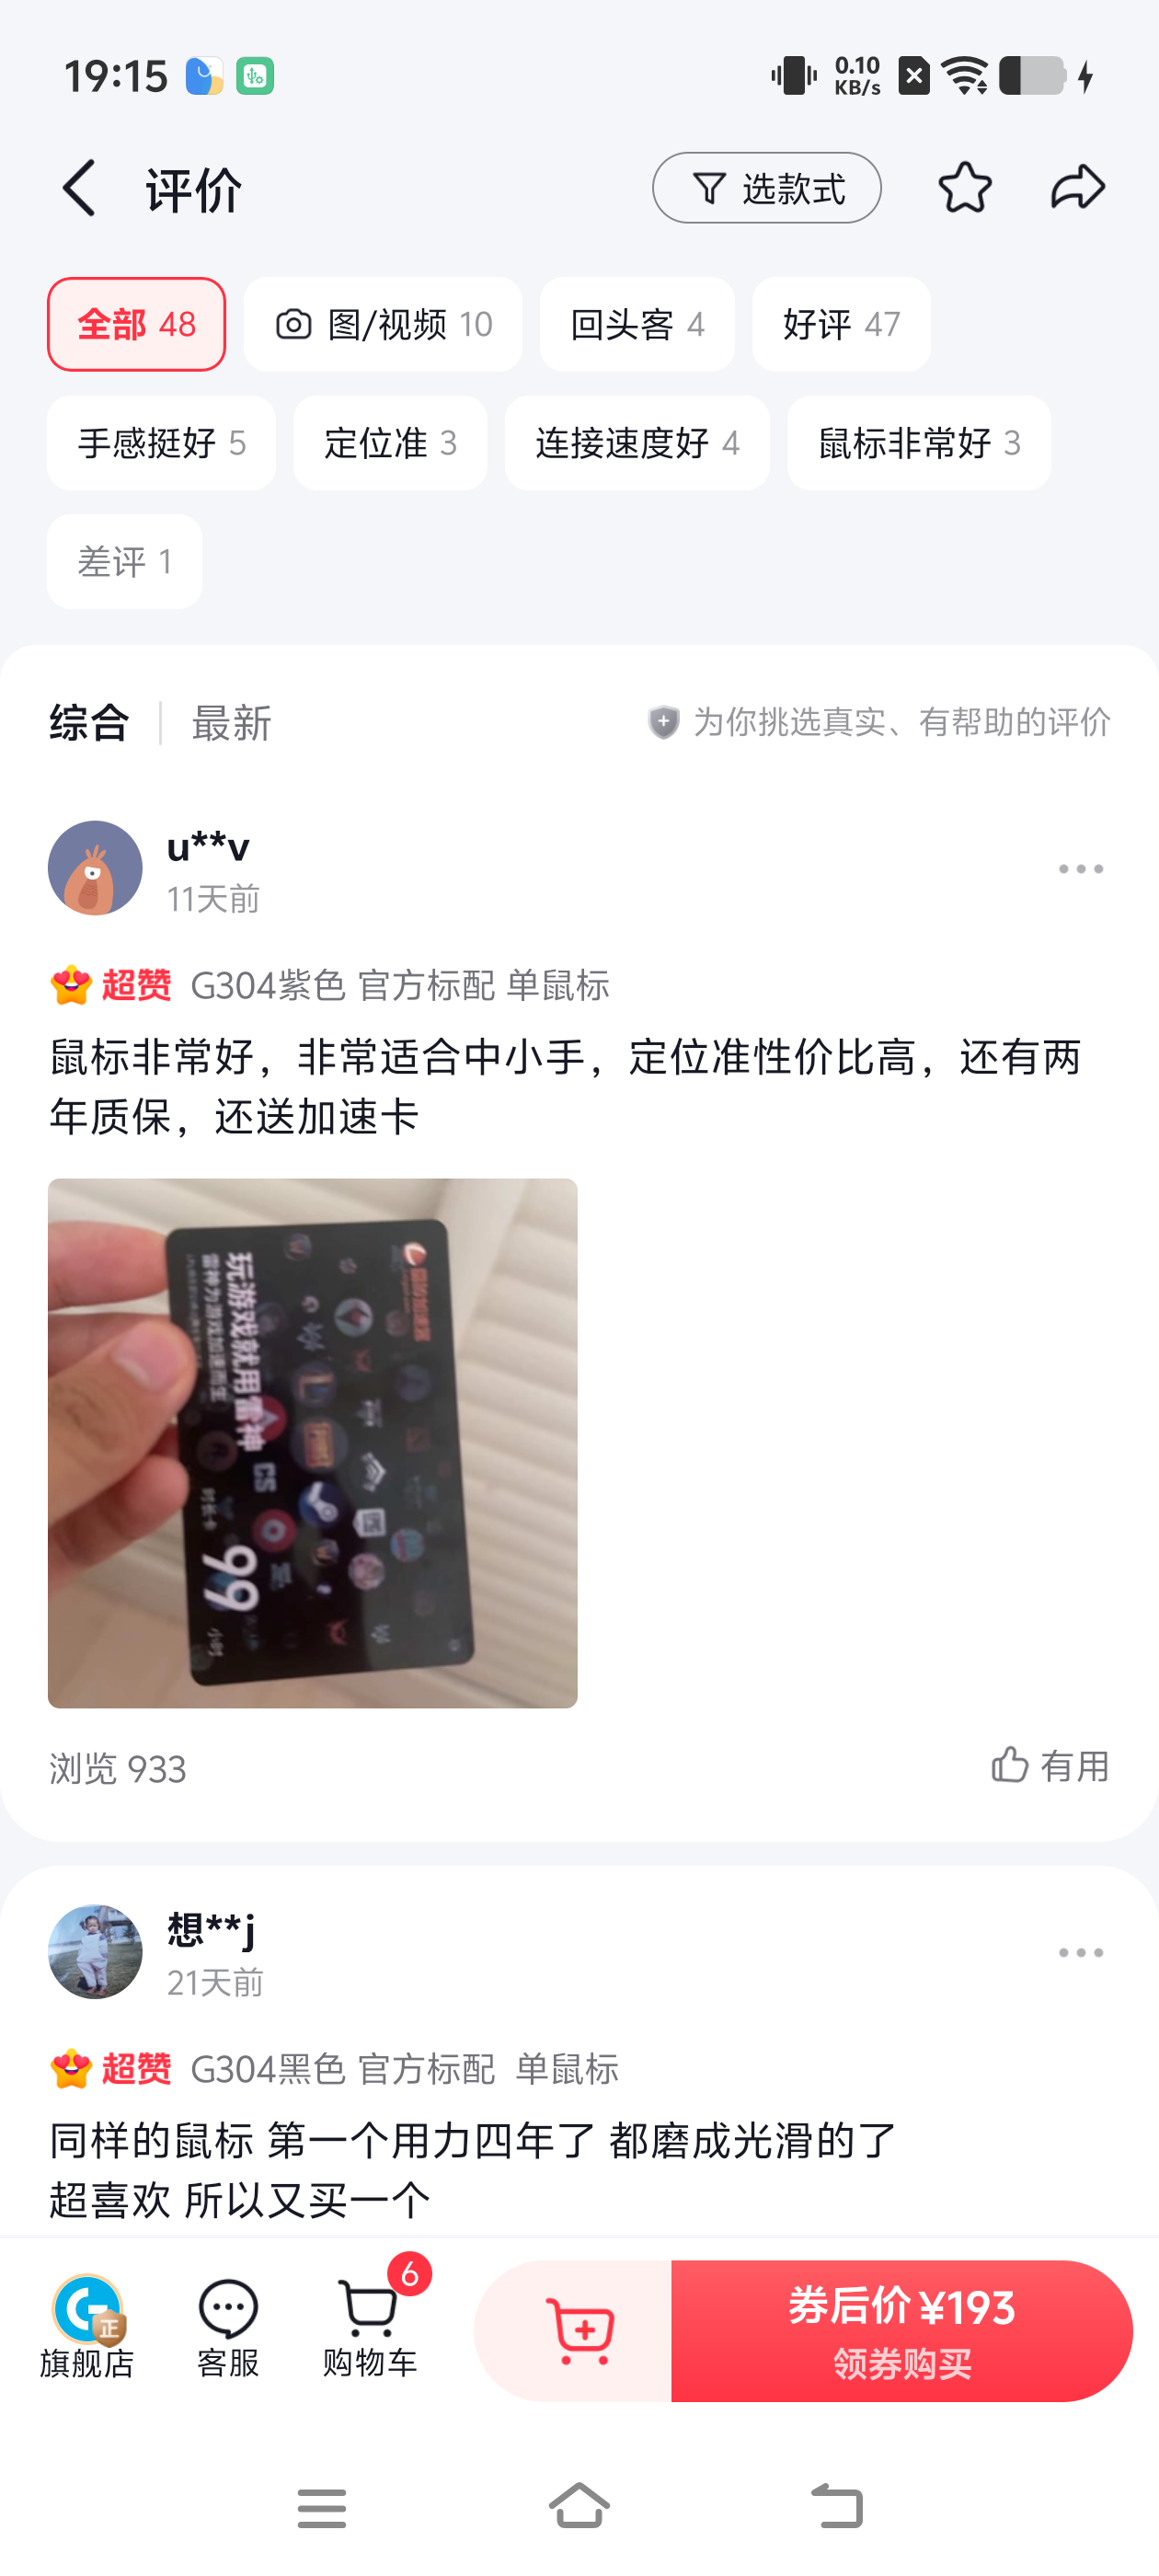 19:15
0.10
KB/s
评价
选款式
全部 48
图/视频 10
回头客 4
好评 47
手感挺好 5
定位准 3
连接速度好 4
鼠标非常好 3
差评 1
综合
最新
为你挑选真实、有帮助的评价
u**v
11天前
超赞 G304紫色 官方标配 单鼠标
鼠标非常好，非常适合中小手，定位准性价比高，还有两
年质保，还送加速卡
玩游戏就用雷神
CS
时长卡
99
小时
浏览 933
有用
想**j
21天前
超赞 G304黑色 官方标配 单鼠标
同样的鼠标 第一个用力四年了 都磨成光滑的了
超喜欢 所以又买一个
正
旗舰店
客服
6
购物车
券后价 ¥193
领券购买